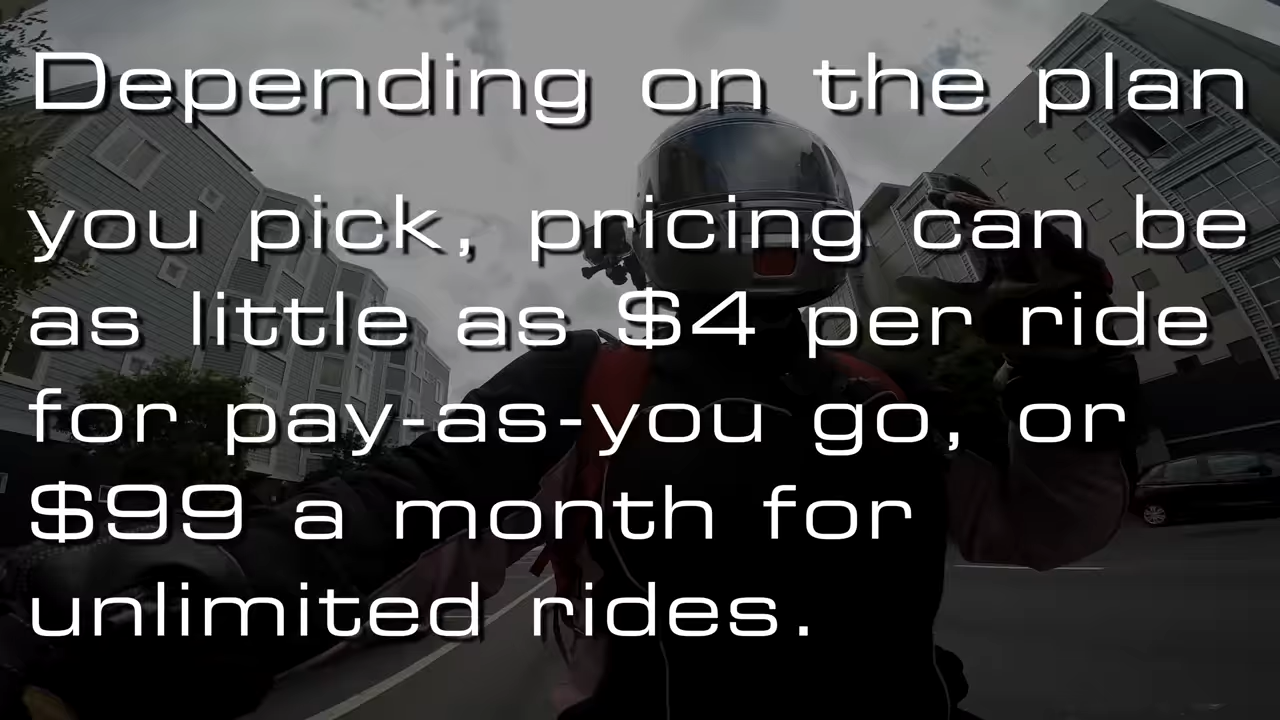 Depending on the plan
you pick, pricing can be
as little as $4 per ride
for pay-as-you go, or
$99 a month for
unlimited rides.